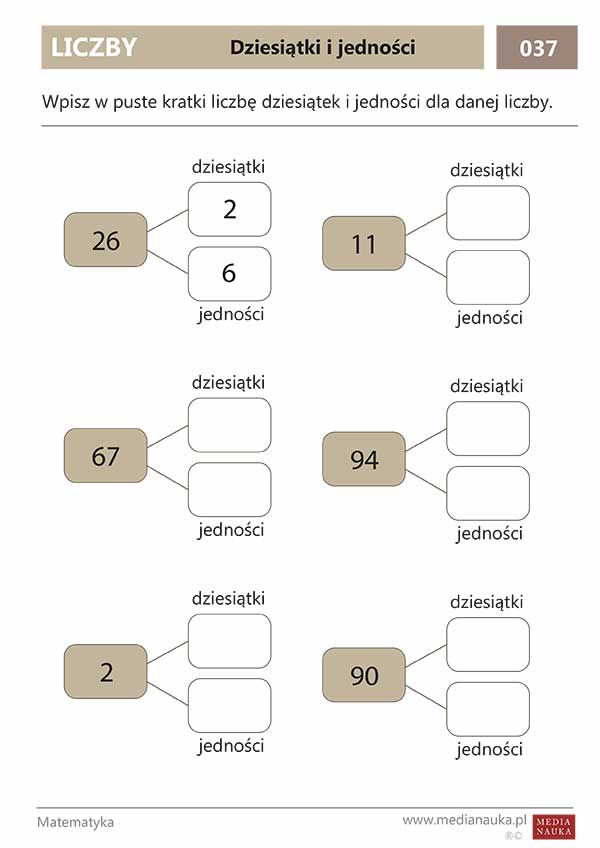 LICZBY Dziesiątki i jedności 037
Wpisz w puste kratki liczbę dziesiątek i jedności dla danej liczby.
dziesiątki
26
2
6
jedności
dziesiątki
11
jedności
dziesiątki
67
jedności
dziesiątki
94
jedności
dziesiątki
2
jedności
dziesiątki
90
jedności
Matematyka
www.medianauka.pl
®©
MEDIA
NAUKA